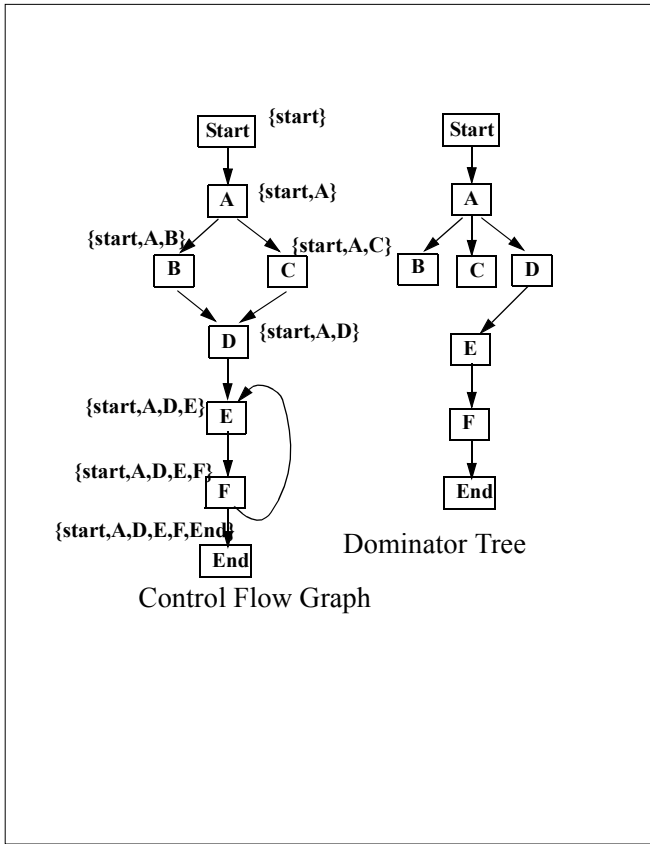 Start
{start}
A
{start,A}
{start,A,B}
B
C
{start,A,C}
D
{start,A,D}
{start,A,D,E}
E
{start,A,D,E,F}
F
{start,A,D,E,F,End}
End
Control Flow Graph
Start
A
B
C
D
E
F
End
Dominator Tree